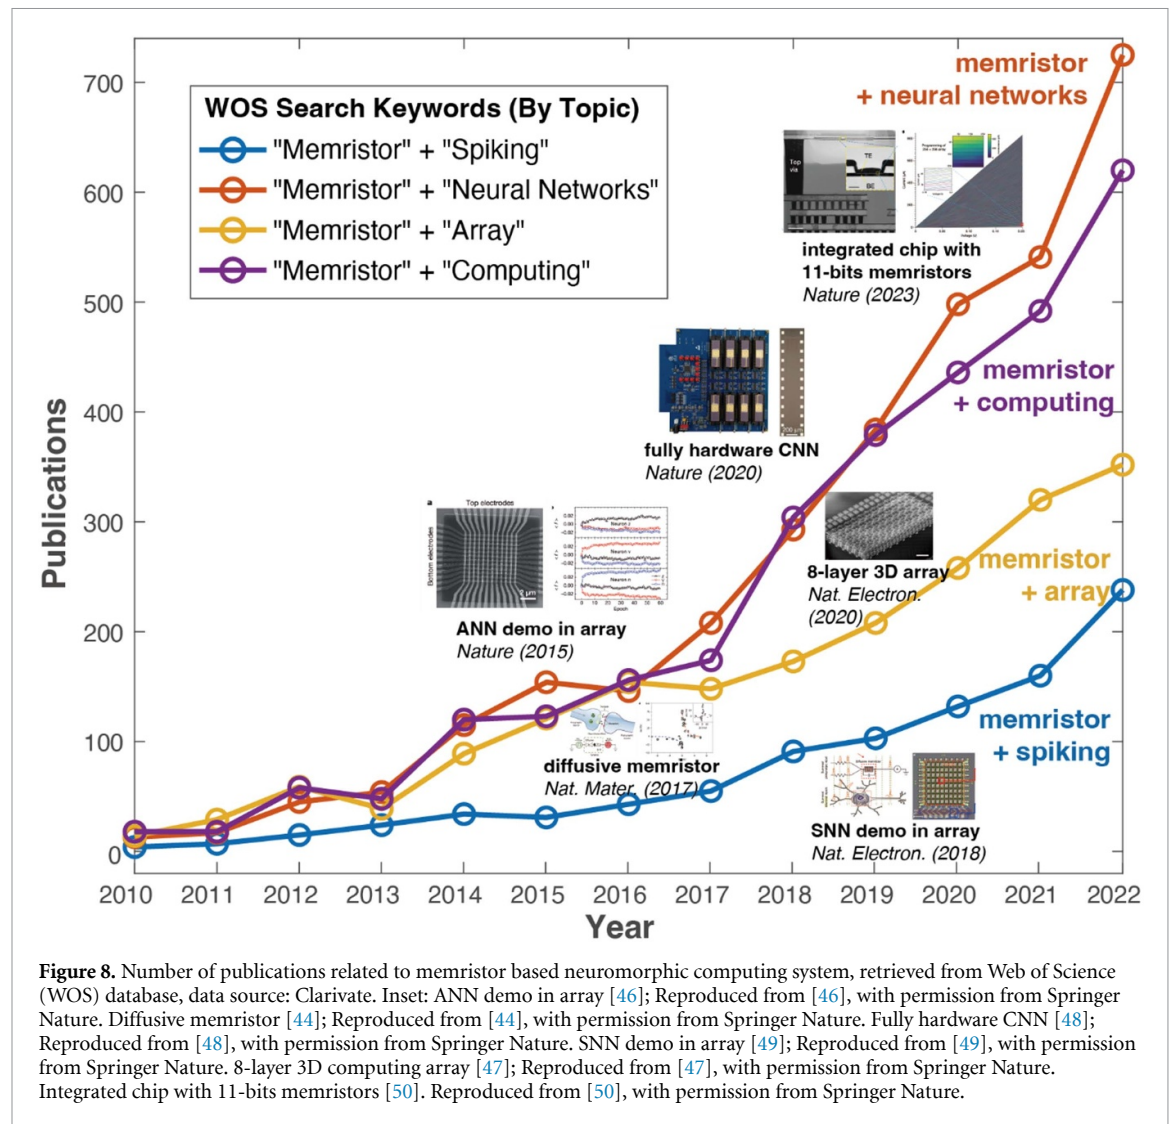 700
600
500
400
300
200
100
0
Publications
WOS Search Keywords (By Topic)
"Memristor" + "Spiking"
"Memristor" + "Neural Networks"
"Memristor" + "Array"
"Memristor" + "Computing"
memristor
+ neural networks
Top
via
TE
BE
integrated chip with
11-bits memristors
Nature (2023)
memristor
+ computing
fully hardware CNN
Nature (2020)
a
Top electrodes
Bottom electrodes
2 μm
Epoch
ANN demo in array
Nature (2015)
8-layer 3D array
Nat. Electron.
(2020)
memristor
+ array
diffusive memristor
Nat. Mater. (2017)
memristor
+ spiking
SNN demo in array
Nat. Electron. (2018)
2010 2011 2012 2013 2014 2015 2016 2017 2018 2019 2020 2021 2022
Year
Figure 8. Number of publications related to memristor based neuromorphic computing system, retrieved from Web of Science
(WOS) database, data source: Clarivate. Inset: ANN demo in array [46]; Reproduced from [46], with permission from Springer
Nature. Diffusive memristor [44]; Reproduced from [44], with permission from Springer Nature. Fully hardware CNN [48];
Reproduced from [48], with permission from Springer Nature. SNN demo in array [49]; Reproduced from [49], with permission
from Springer Nature. 8-layer 3D computing array [47]; Reproduced from [47], with permission from Springer Nature.
Integrated chip with 11-bits memristors [50]. Reproduced from [50], with permission from Springer Nature.